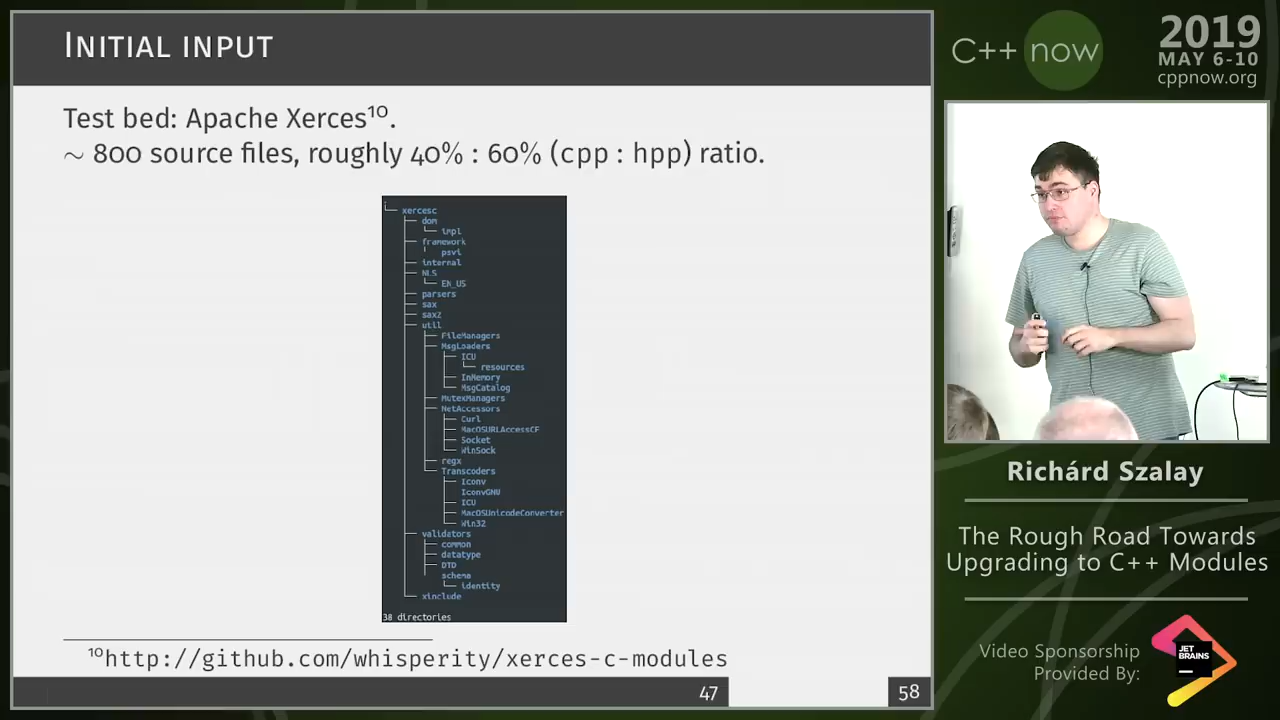 INITIAL INPUT
Test bed: Apache Xerces¹⁰.
~ 800 source files, roughly 40% : 60% (cpp : hpp) ratio.
.
xercesc
dom
impl
framework
psvi
internal
NLS
EN_US
parsers
sax
sax2
util
FileManagers
MsgLoaders
ICU
resources
InMemory
MsgCatalog
MutexManagers
NetAccessors
Curl
MacOSURLAccessCF
Socket
WinSock
regx
Transcoders
Iconv
IconvGNU
ICU
MacOSUnicodeConverter
Win32
validators
common
datatype
DTD
schema
identity
xinclude
38 directories
¹⁰http://github.com/whisperity/xerces-c-modules
47
58
C++ now
2019
MAY 6-10
cppnow.org
Richárd Szalay
The Rough Road Towards
Upgrading to C++ Modules
Video Sponsorship
Provided By:
JET
BRAINS